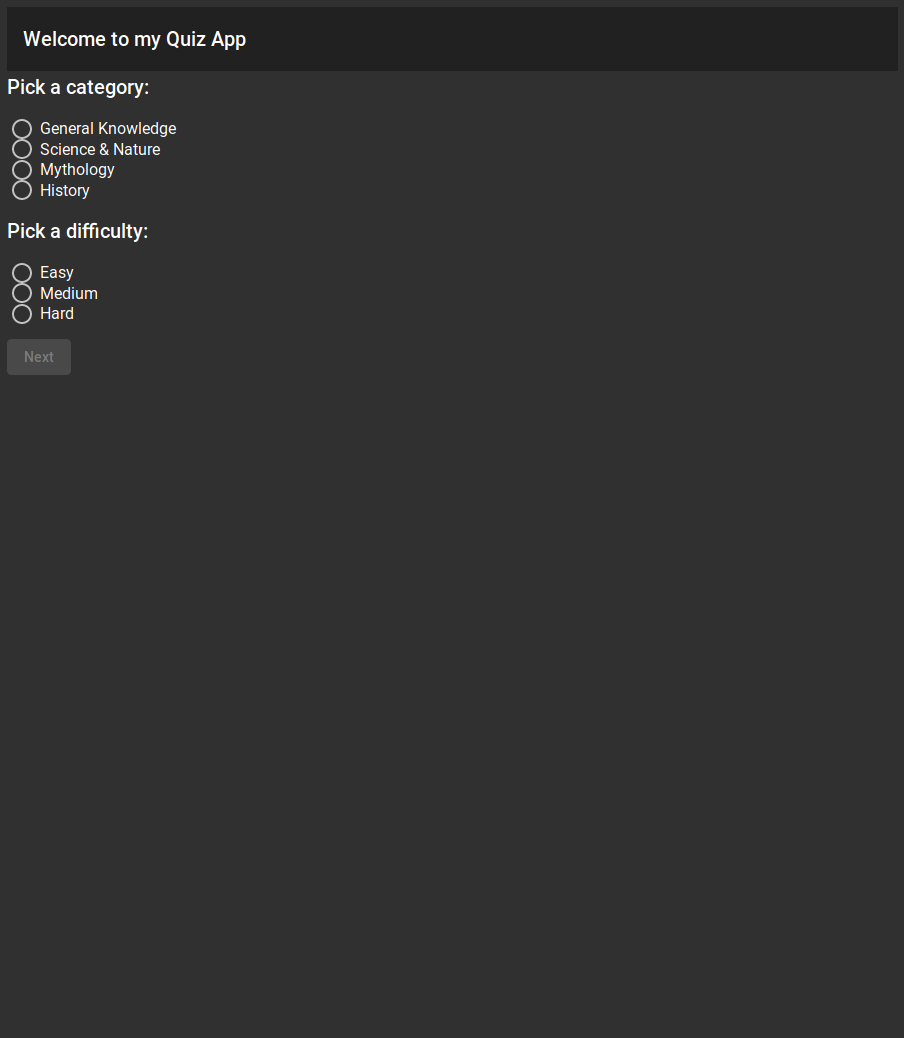 Welcome to my Quiz App
Pick a category:
General Knowledge
Science & Nature
Mythology
History
Pick a difficulty:
Easy
Medium
Hard
Next